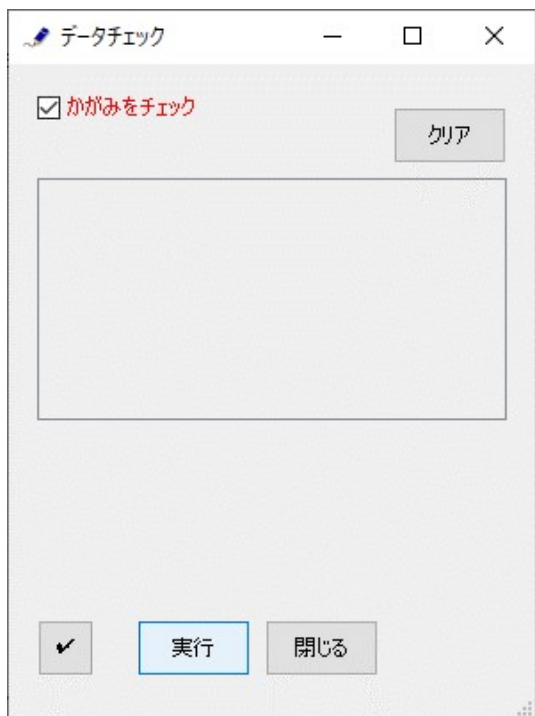 データチェック
かがみをチェック
クリア
✔
実行
閉じる